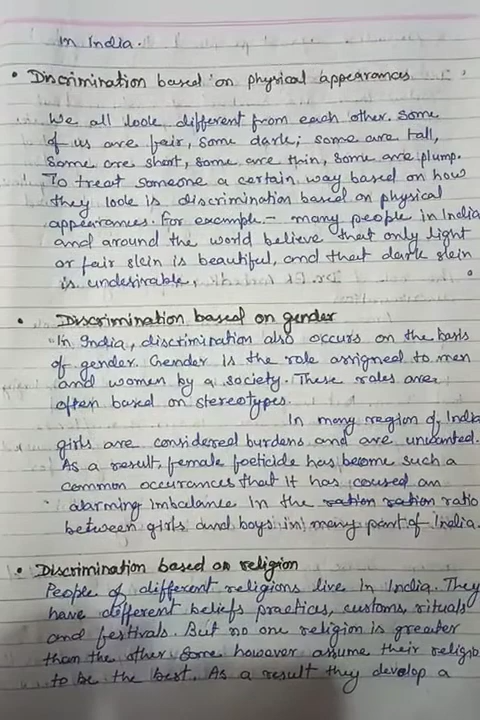 in India.
• Discrimination based on physical appearances
We all look different from each other. Some
of us are fair, some dark; some are tall,
some are short, some are thin, some are plump.
To treat someone a certain way based on how
they look is discrimination based on physical
appearances. For example - many people in India
and around the world believe that only light
or fair skin is beautiful, and that dark skin
is undesirable.
• Discrimination based on gender
In India, discrimination also occurs on the basis
of gender. Gender is the role assigned to men
and women by a society. These roles are
often based on stereotypes.
In many region of India
girls are considered burdens and are unwanted.
As a result, female foeticide has become such a
common occurances that it has caused an
alarming imbalance in the ration ration ratio
between girls and boys in many part of India.
• Discrimination based on religion
People of different religions live in India. They
have different beliefs practices, customs, rituals
and festivals. But no one religion is greater
than the other some however assume their religio
to be the best. As a result they develop a